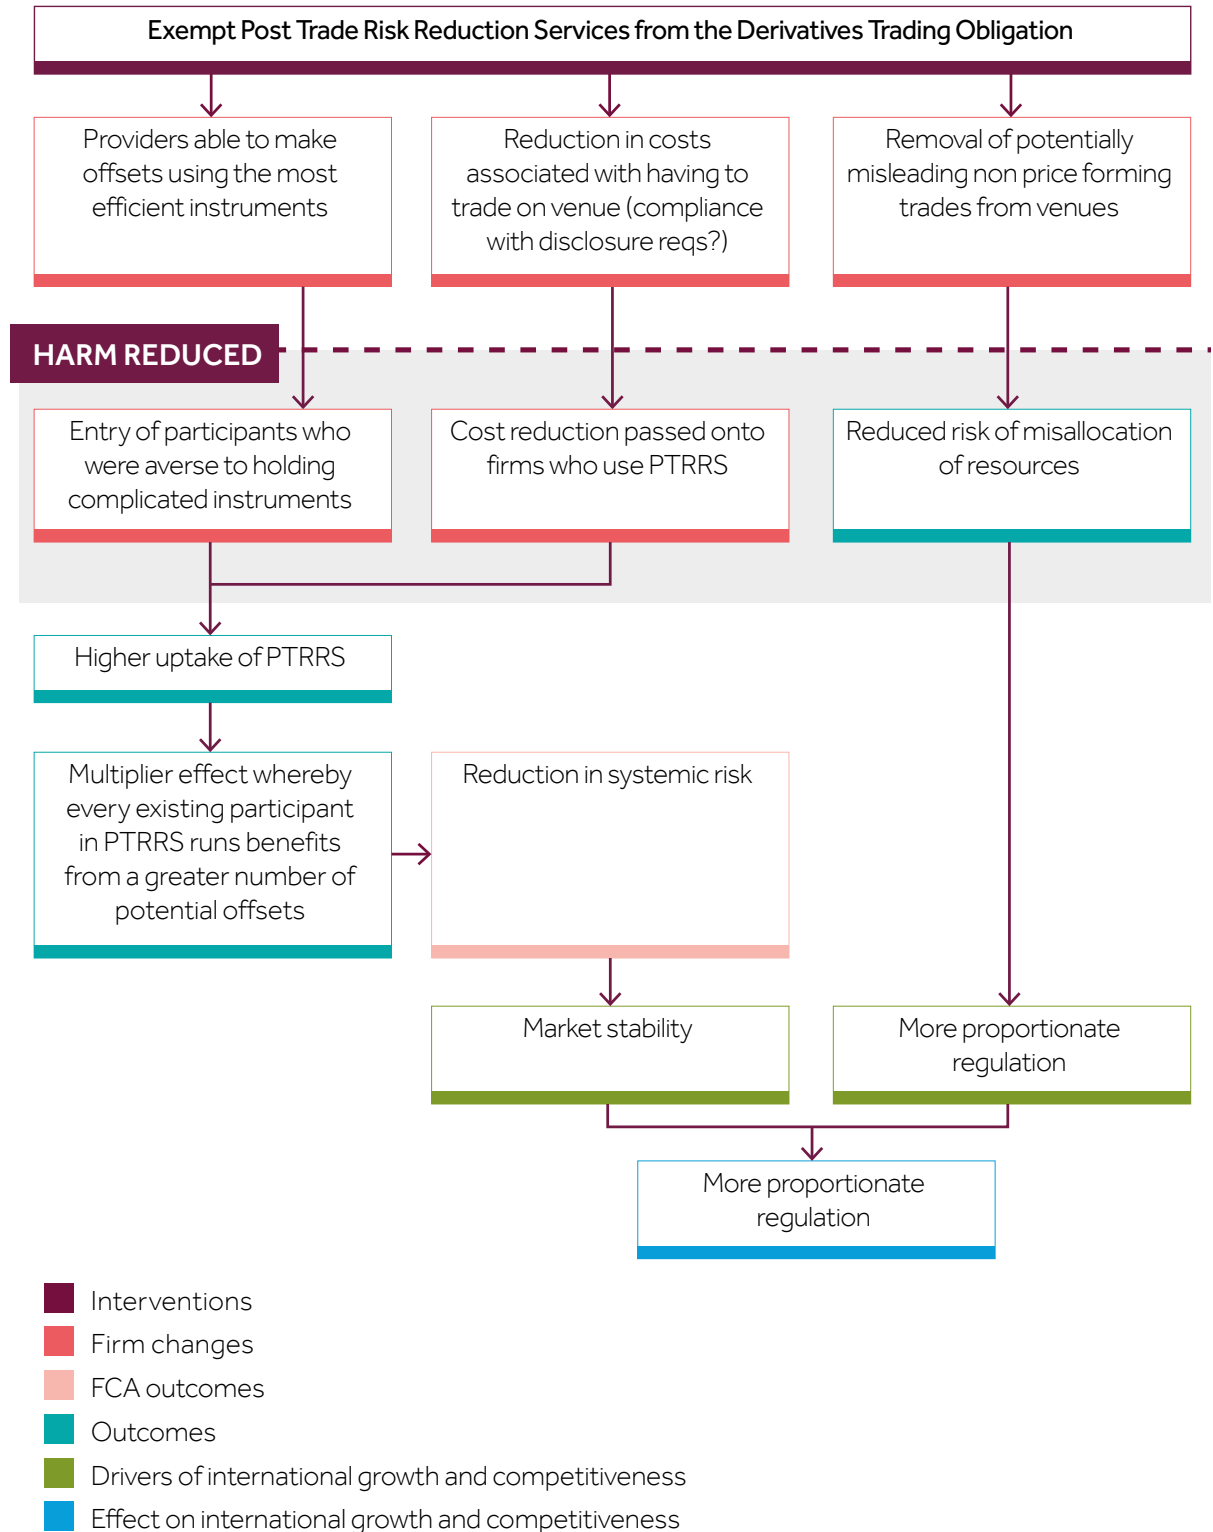 Exempt Post Trade Risk Reduction Services from the Derivatives Trading Obligation
Providers able to make
offsets using the most
efficient instruments
Reduction in costs
associated with having to
trade on venue (compliance
with disclosure reqs?)
Removal of potentially
misleading non price forming
trades from venues
HARM REDUCED
Entry of participants who
were averse to holding
complicated instruments
Cost reduction passed onto
firms who use PTRRS
Reduced risk of misallocation
of resources
Higher uptake of PTRRS
Multiplier effect whereby
every existing participant
in PTRRS runs benefits
from a greater number of
potential offsets
Reduction in systemic risk
Market stability
More proportionate
regulation
More proportionate
regulation
Interventions
Firm changes
FCA outcomes
Outcomes
Drivers of international growth and competitiveness
Effect on international growth and competitiveness